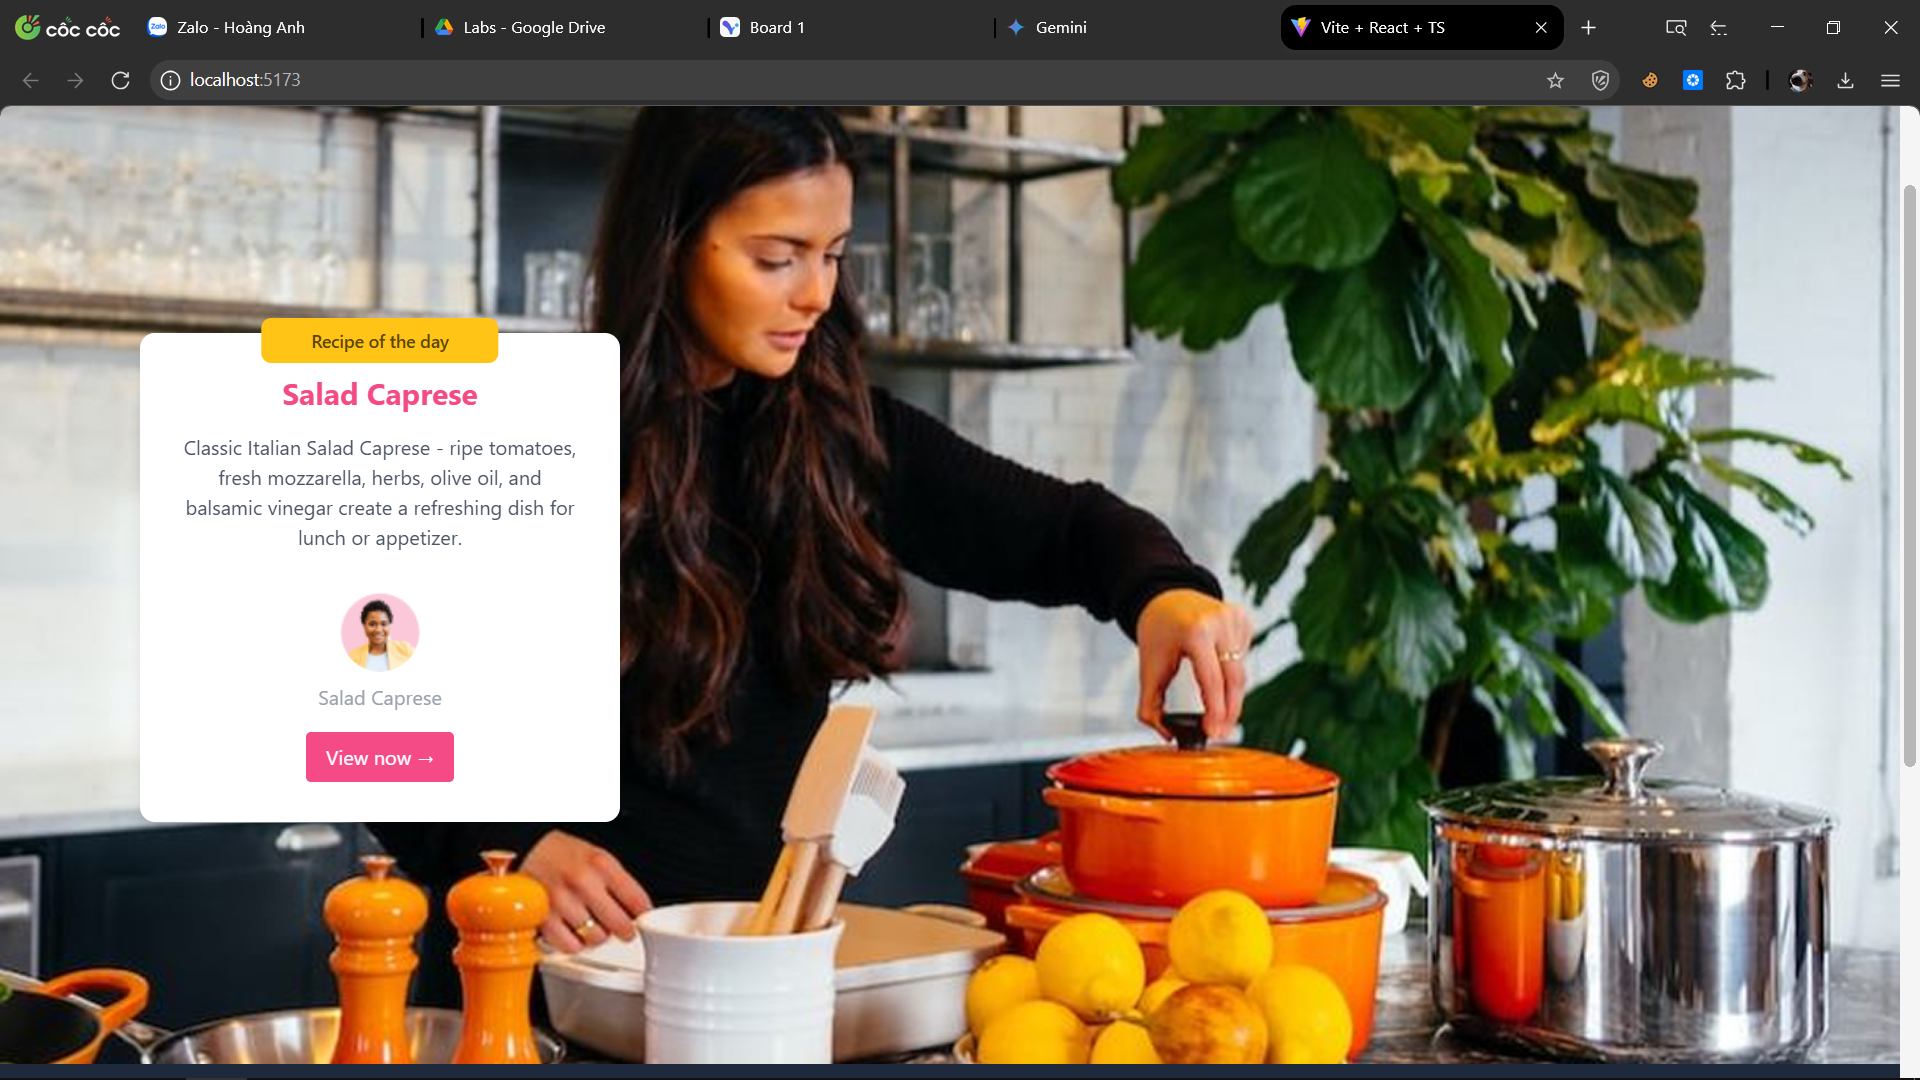 cốc cốc
Zalo
Zalo - Hoàng Anh
Labs - Google Drive
Board 1
Gemini
Vite + React + TS
localhost:5173
Recipe of the day
Salad Caprese
Classic Italian Salad Caprese - ripe tomatoes,
fresh mozzarella, herbs, olive oil, and
balsamic vinegar create a refreshing dish for
lunch or appetizer.
Salad Caprese
View now →